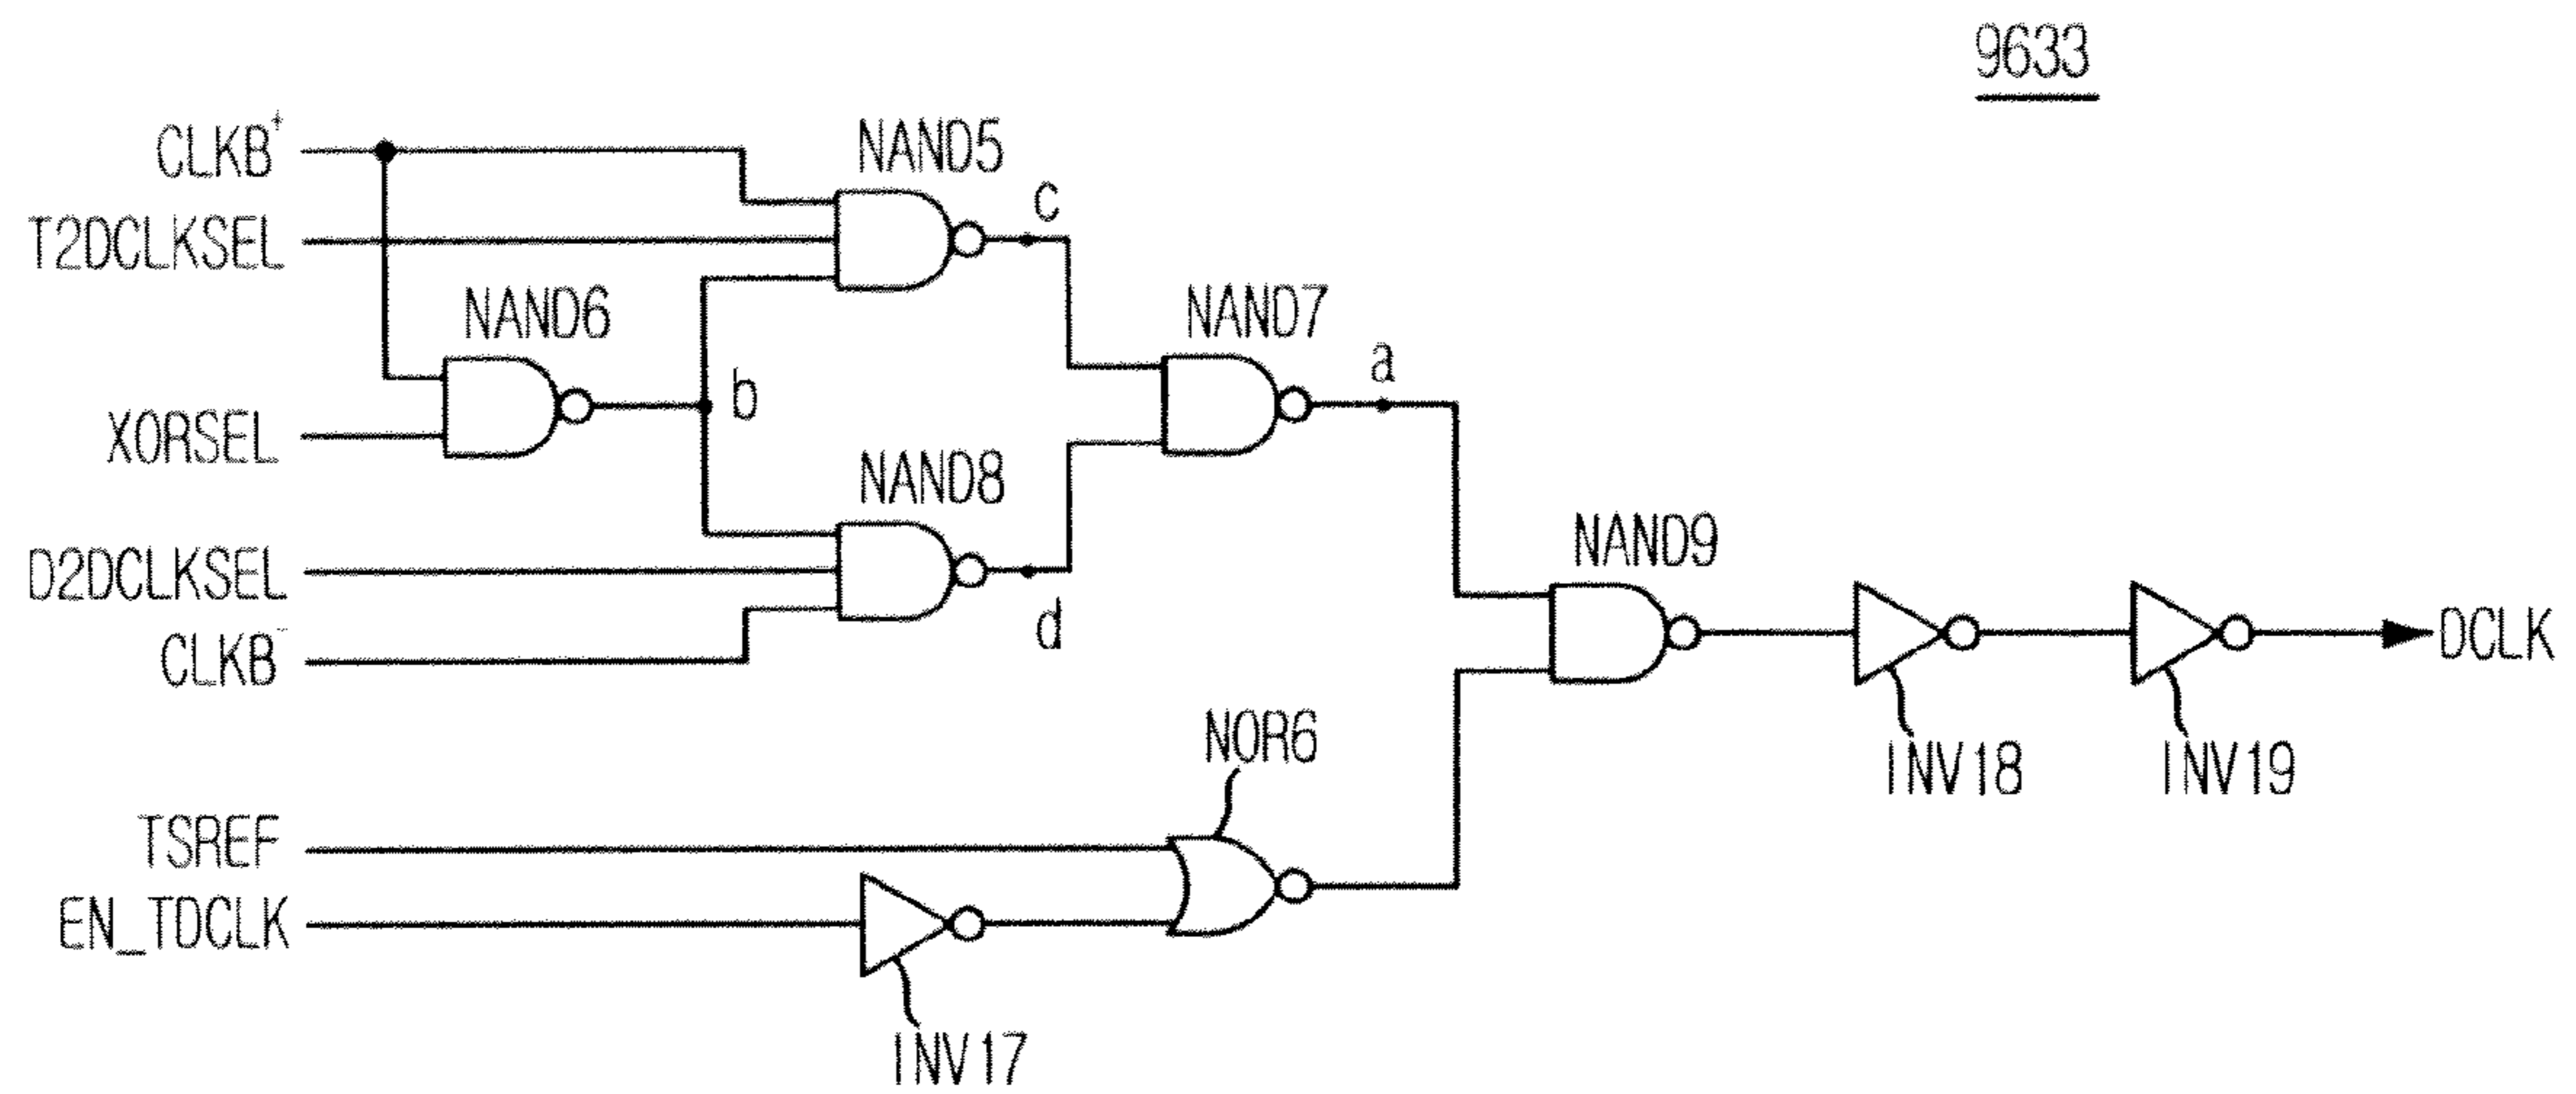 9633
CLKB+
NAND5
c
T2DCLKSEL
NAND6
NAND7
a
b
XORSEL
NAND8
NAND9
D2DCLKSEL
d
CLKB-
DCLK
NOR6
INV18
INV19
TSREF
EN_TDCLK
INV17